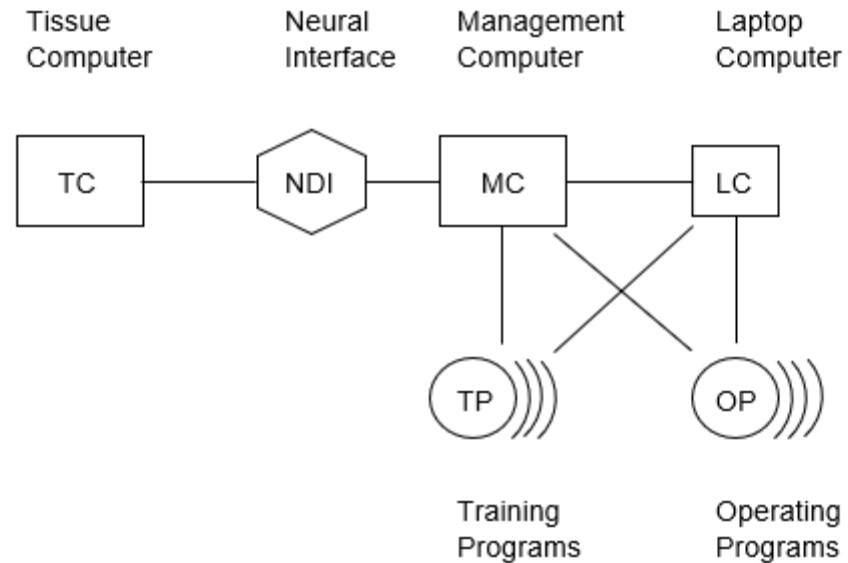 Tissue
Computer
Neural
Interface
Management
Computer
Laptop
Computer
TC
NDI
MC
LC
TP
OP
Training
Programs
Operating
Programs